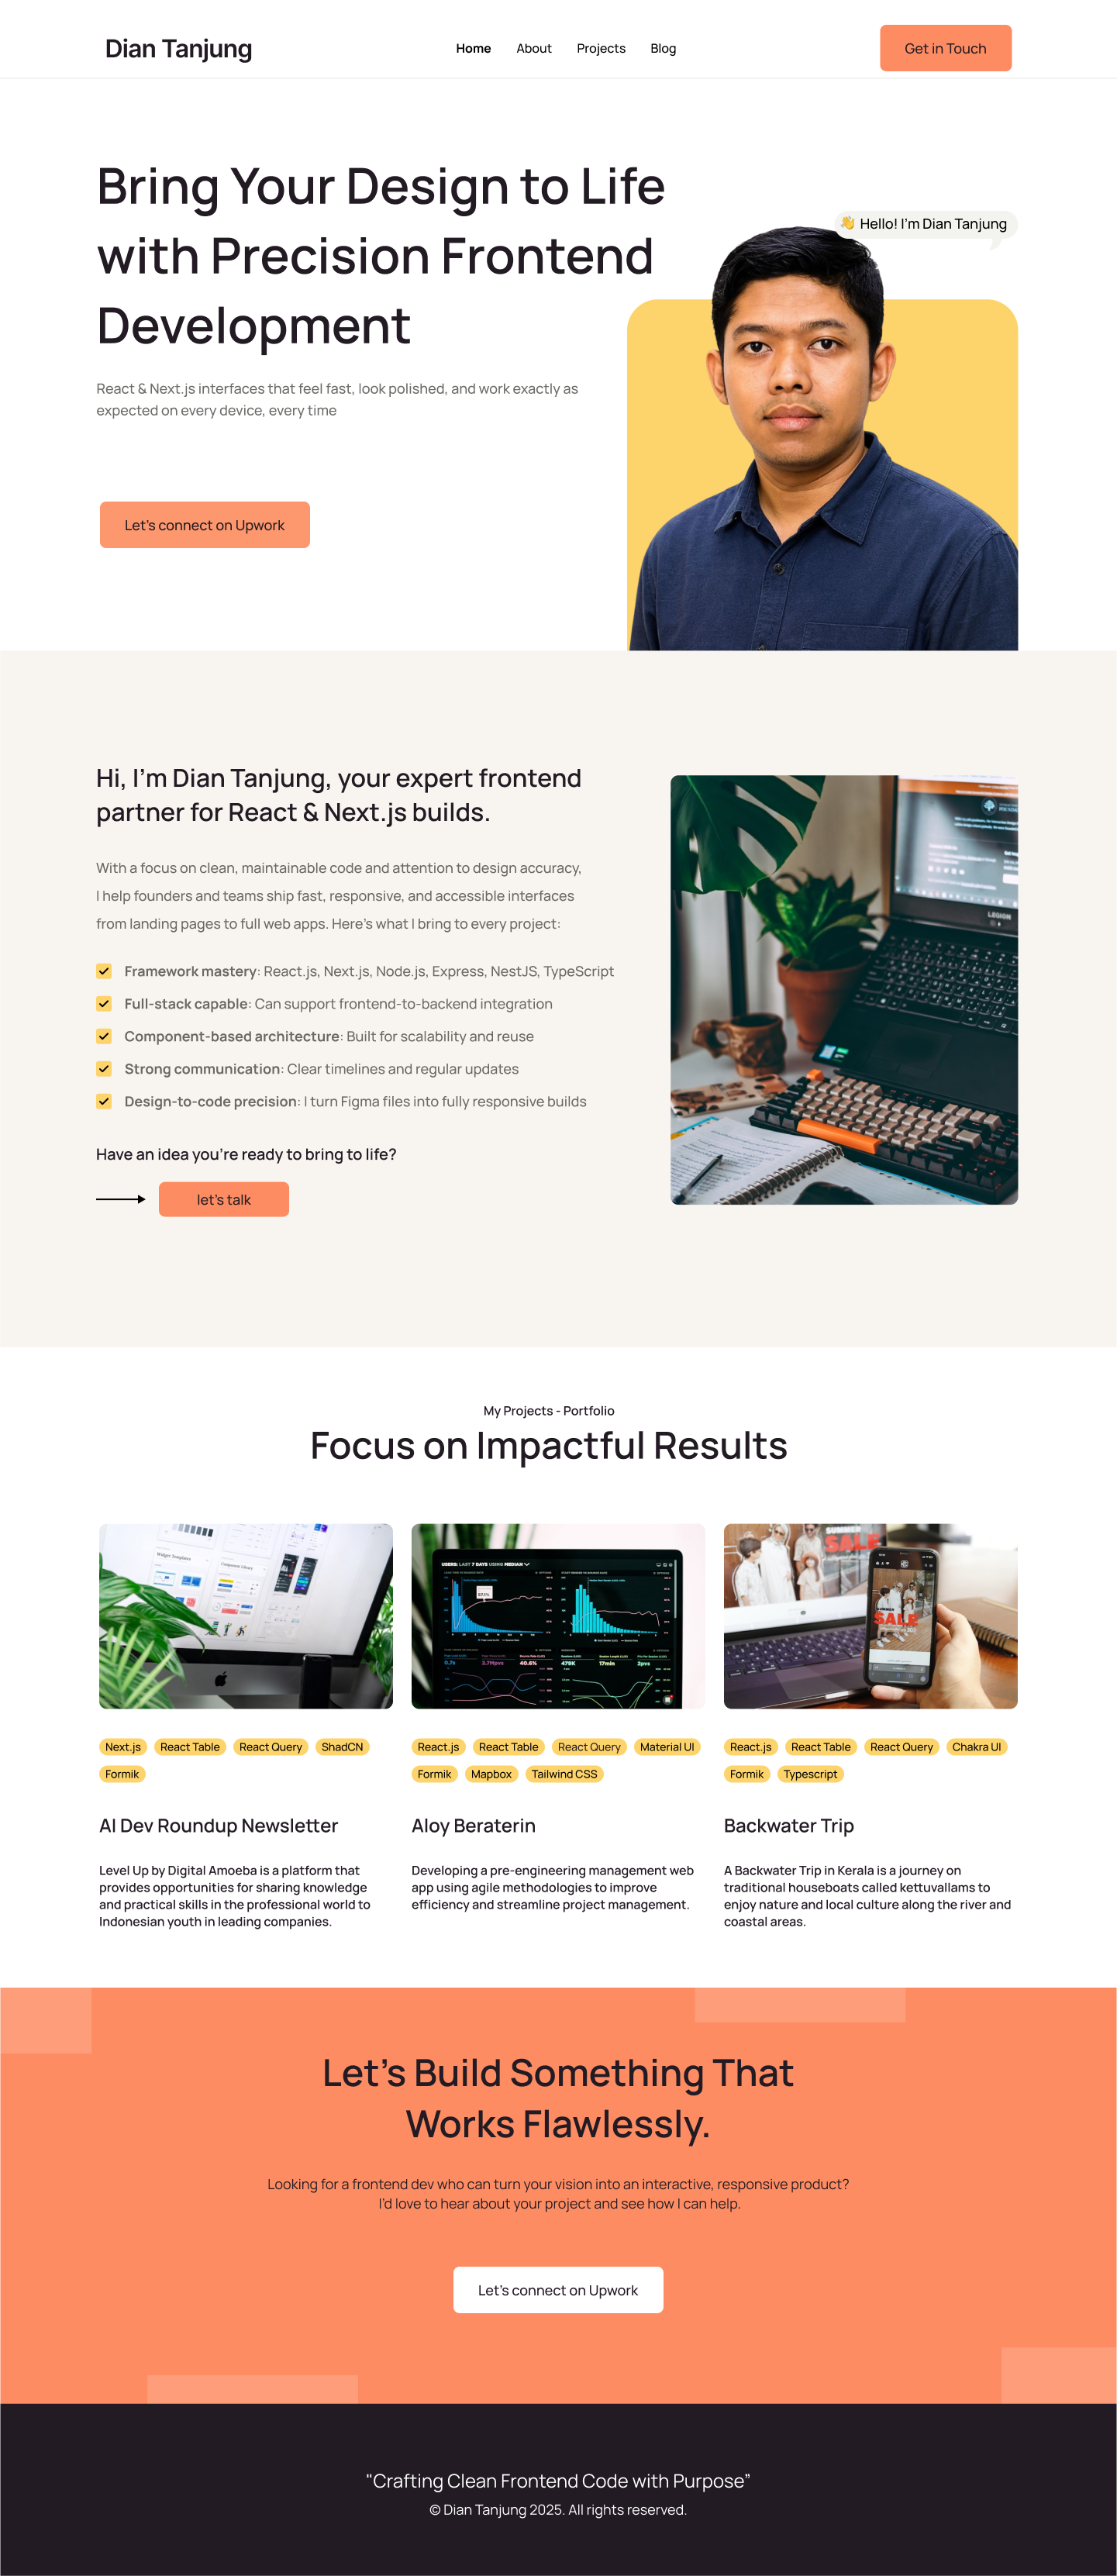 Dian Tanjung
Home About Projects Blog
Get in Touch
Bring Your Design to Life
with Precision Frontend
Development
👋 Hello! I'm Dian Tanjung
React & Next.js interfaces that feel fast, look polished, and work exactly as
expected on every device, every time
Let's connect on Upwork
Hi, I'm Dian Tanjung, your expert frontend
partner for React & Next.js builds.
With a focus on clean, maintainable code and attention to design accuracy,
I help founders and teams ship fast, responsive, and accessible interfaces
from landing pages to full web apps. Here's what I bring to every project:
Framework mastery: React.js, Next.js, Node.js, Express, NestJS, TypeScript
Full-stack capable: Can support frontend-to-backend integration
Component-based architecture: Built for scalability and reuse
Strong communication: Clear timelines and regular updates
Design-to-code precision: I turn Figma files into fully responsive builds
Have an idea you're ready to bring to life?
let's talk
LEGION
My Projects - Portfolio
Focus on Impactful Results
Widget Templates
Component Library
USERS: LAST 7 DAYS USING MEDIAN
SUMMER
SALE
SALE
Next.js React Table React Query ShadCN
Formik
AI Dev Roundup Newsletter
Level Up by Digital Amoeba is a platform that
provides opportunities for sharing knowledge
and practical skills in the professional world to
Indonesian youth in leading companies.
React.js React Table React Query Material UI
Formik Mapbox Tailwind CSS
Aloy Beraterin
Developing a pre-engineering management web
app using agile methodologies to improve
efficiency and streamline project management.
React.js React Table React Query Chakra UI
Formik Typescript
Backwater Trip
A Backwater Trip in Kerala is a journey on
traditional houseboats called kettuvallams to
enjoy nature and local culture along the river and
coastal areas.
Let's Build Something That
Works Flawlessly.
Looking for a frontend dev who can turn your vision into an interactive, responsive product?
I'd love to hear about your project and see how I can help.
Let's connect on Upwork
"Crafting Clean Frontend Code with Purpose”
© Dian Tanjung 2025. All rights reserved.